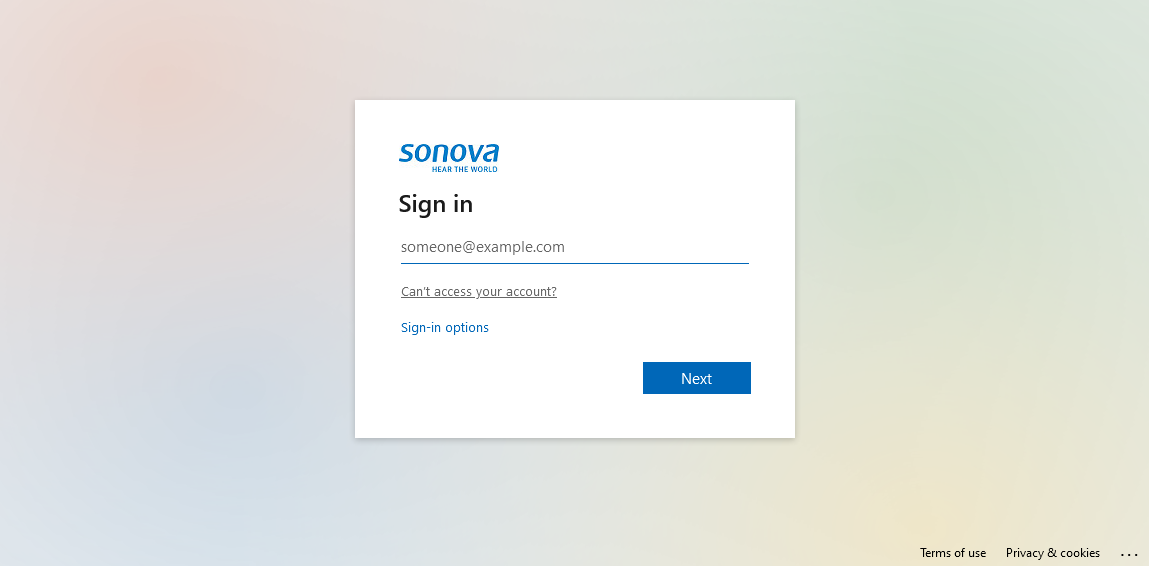 sonova
HEAR THE WORLD
Sign in
someone@example.com
Can't access your account?
Sign-in options
Next
Terms of use Privacy & cookies ...